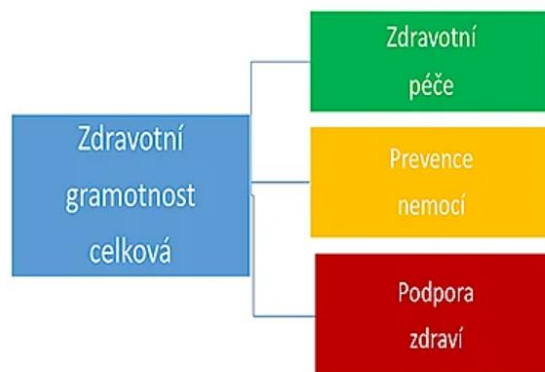 Zdravotní
gramotnost
celková
Zdravotní
péče
Prevence
nemocí
Podpora
zdraví